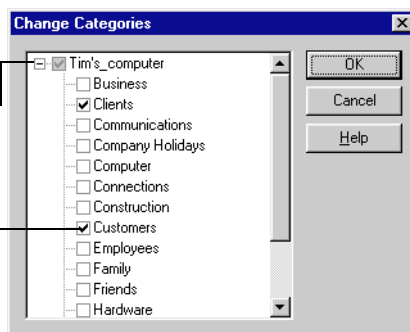 Change Categories
Tim's_computer
Business
Clients
Communications
Company Holidays
Computer
Connections
Construction
Customers
Employees
Family
Friends
Hardware
OK
Cancel
Help